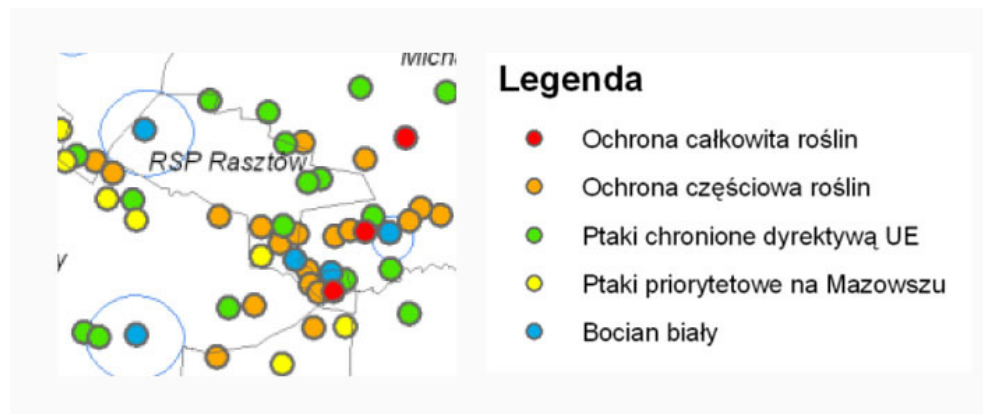 RSP Rasztów
y
Legenda
Ochrona całkowita roślin
Ochrona częściowa roślin
Ptaki chronione dyrektywą UE
Ptaki priorytetowe na Mazowszu
Bocian biały